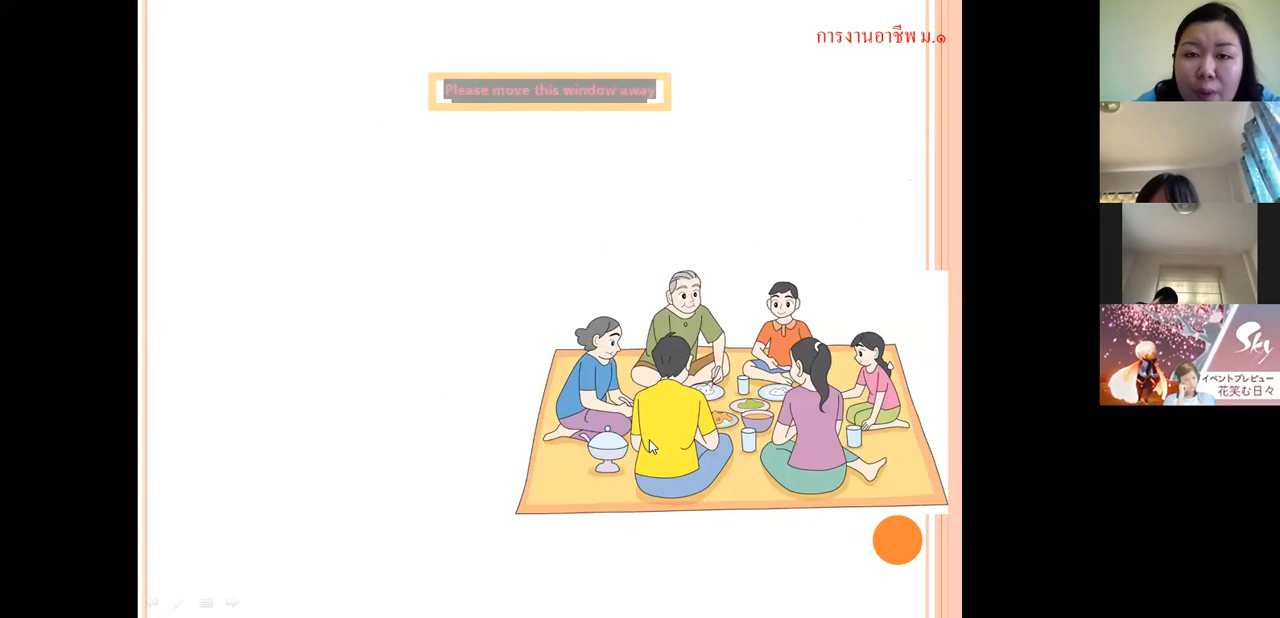 การงานอาชีพ ม.๑
Please move this window away
Sky
イベントプレビュー
花笑む日々